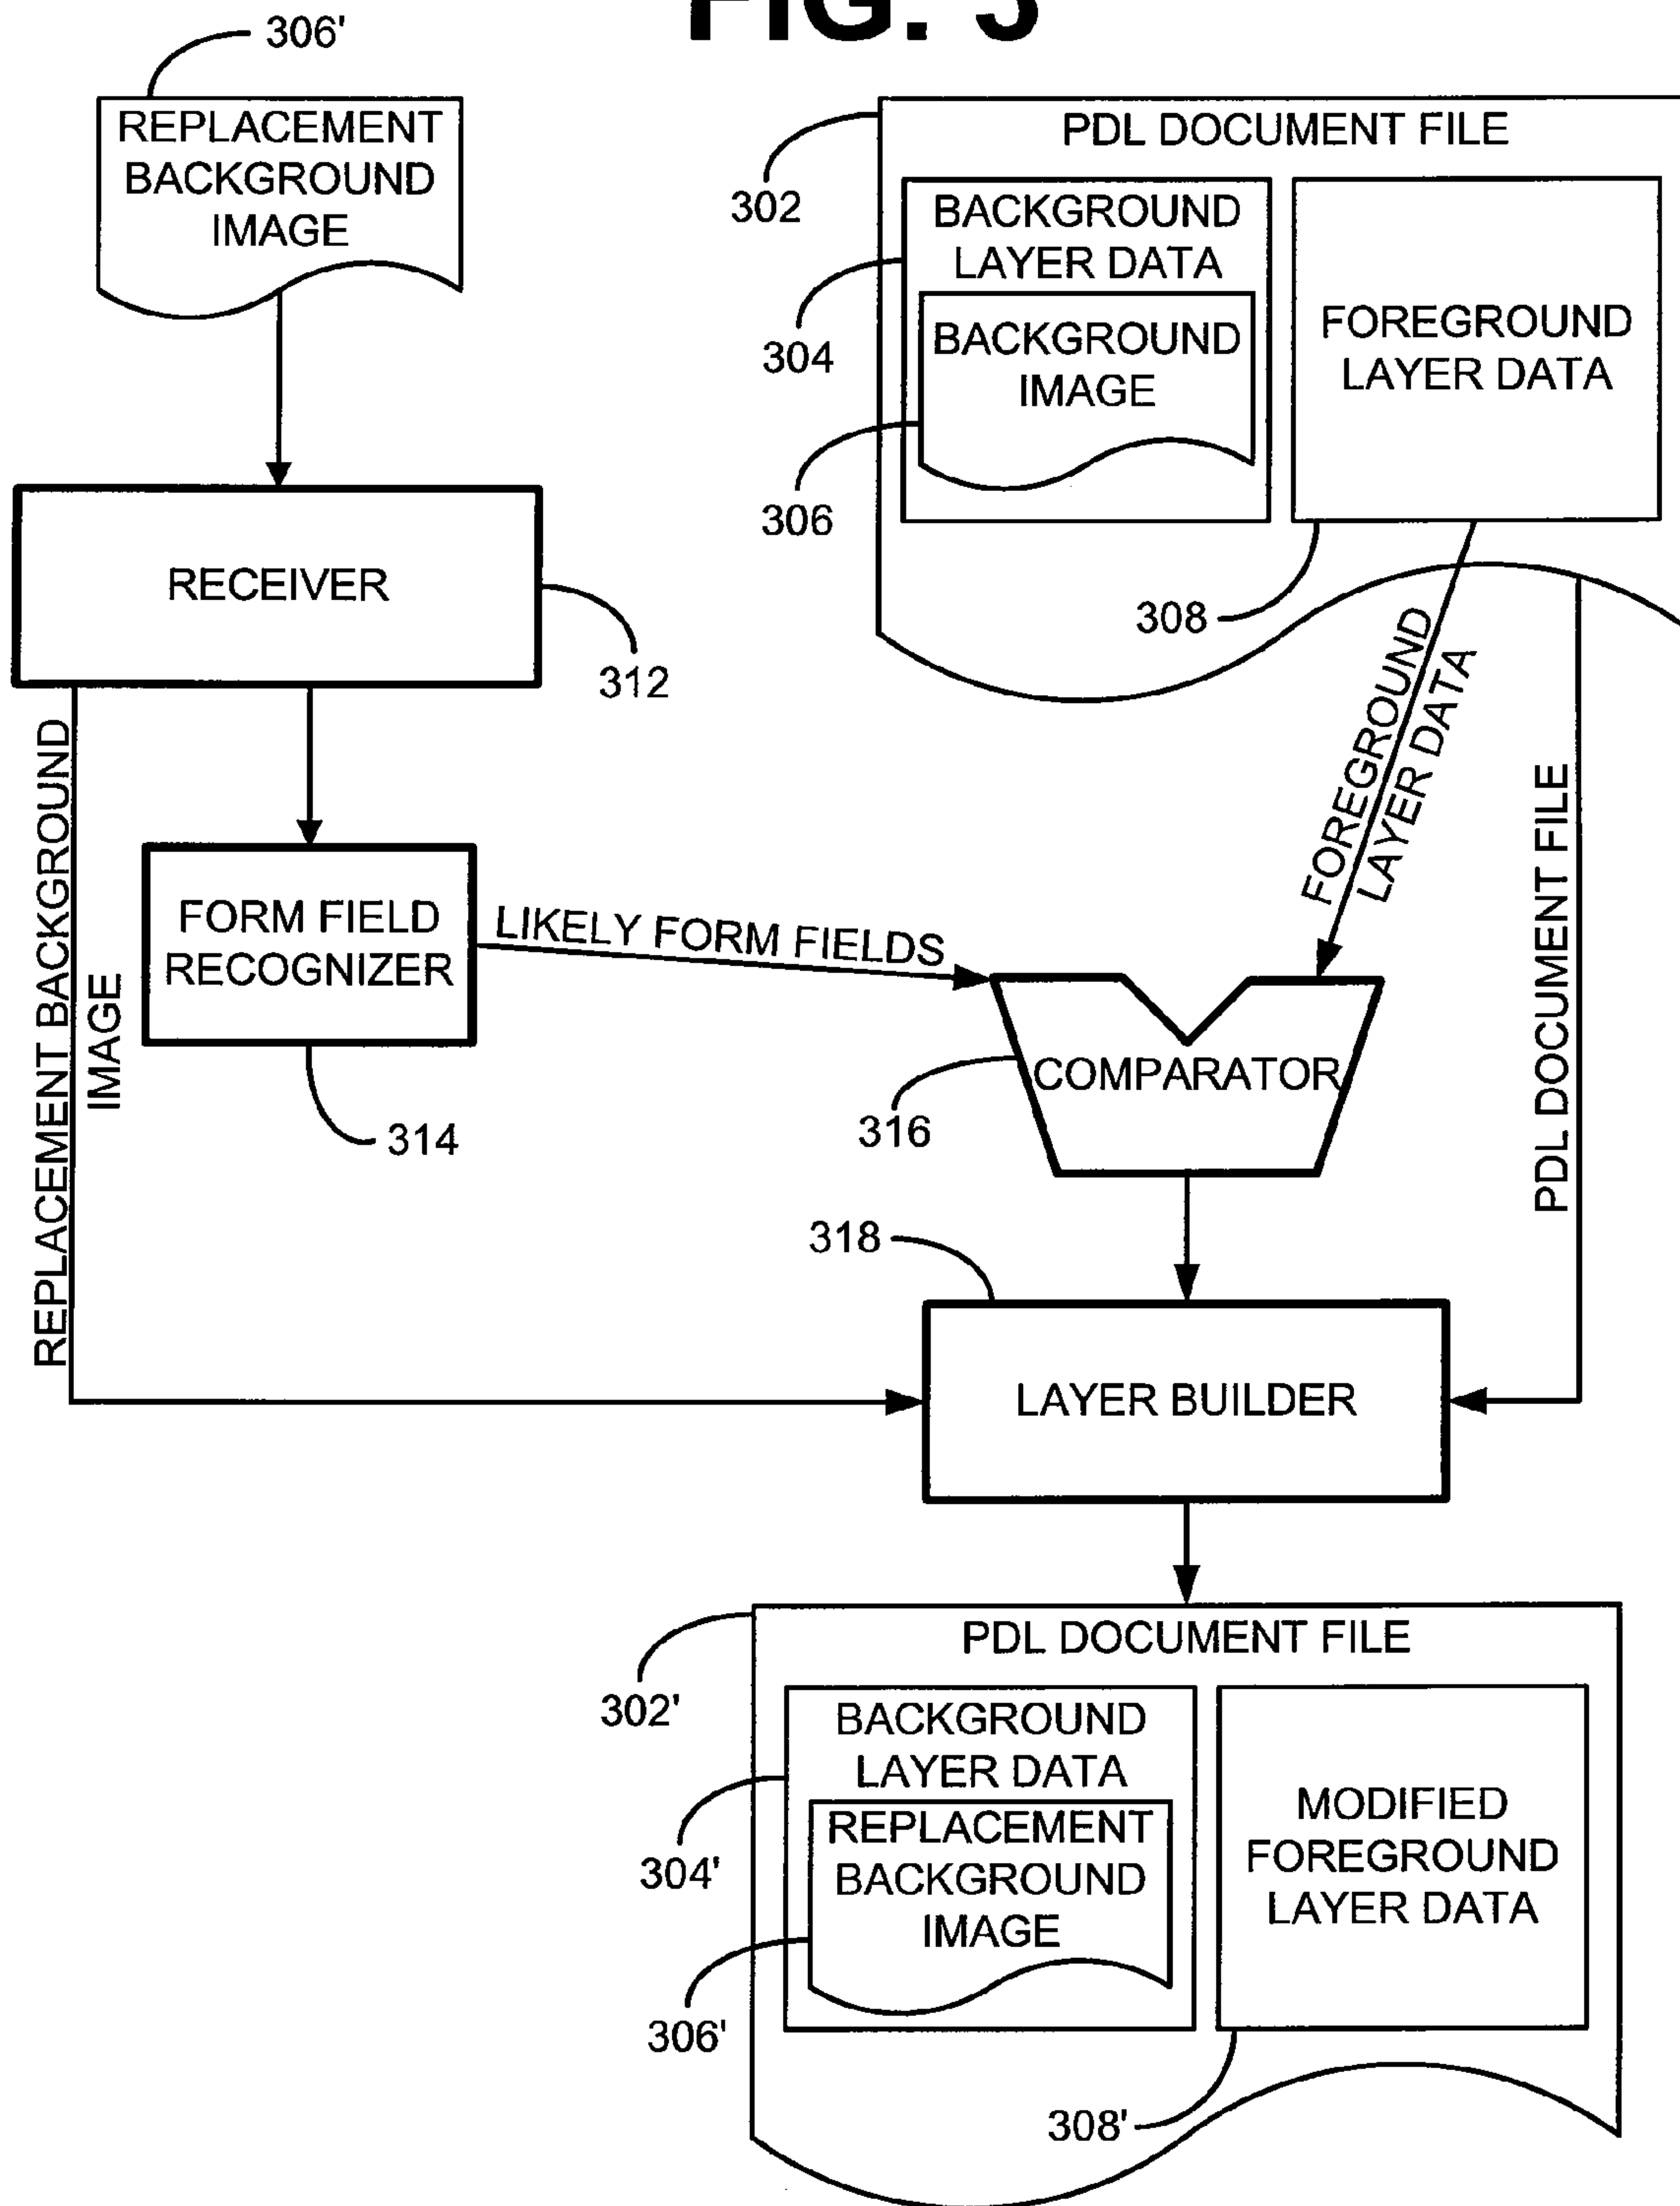 FIG. 3
306'
REPLACEMENT
BACKGROUND
IMAGE
PDL DOCUMENT FILE
302
BACKGROUND
LAYER DATA
304
BACKGROUND
IMAGE
306
FOREGROUND
LAYER DATA
308
RECEIVER
312
REPLACEMENT BACKGROUND
IMAGE
FOREGROUND
LAYER DATA
PDL DOCUMENT FILE
FORM FIELD
RECOGNIZER
314
LIKELY FORM FIELDS
COMPARATOR
316
318
LAYER BUILDER
PDL DOCUMENT FILE
302'
BACKGROUND
LAYER DATA
304'
REPLACEMENT
BACKGROUND
IMAGE
306'
MODIFIED
FOREGROUND
LAYER DATA
308'